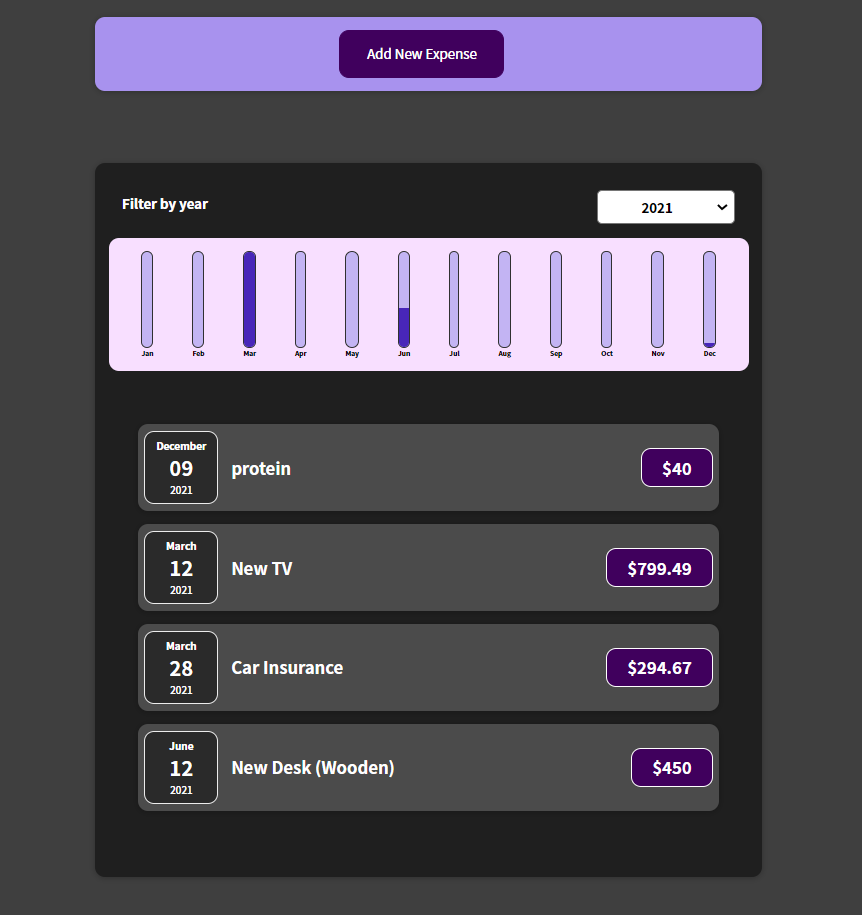 Add New Expense
Filter by year
2021
Jan Feb Mar Apr May Jun Jul Aug Sep Oct Nov Dec
December
09
2021
protein
$40
March
12
2021
New TV
$799.49
March
28
2021
Car Insurance
$294.67
June
12
2021
New Desk (Wooden)
$450